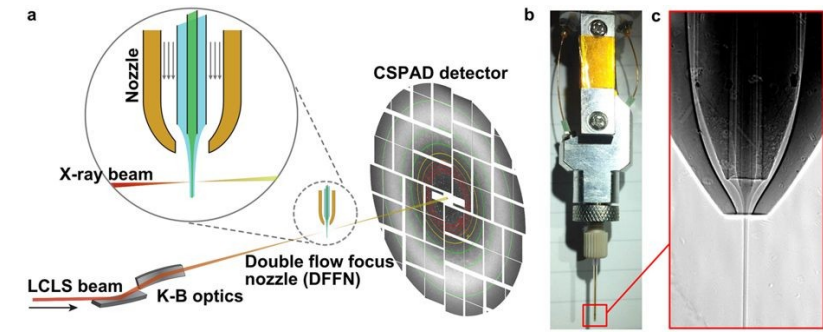 a
Nozzle
X-ray beam
LCLS beam
K-B optics
Double flow focus
nozzle (DFFN)
CSPAD detector
b
c